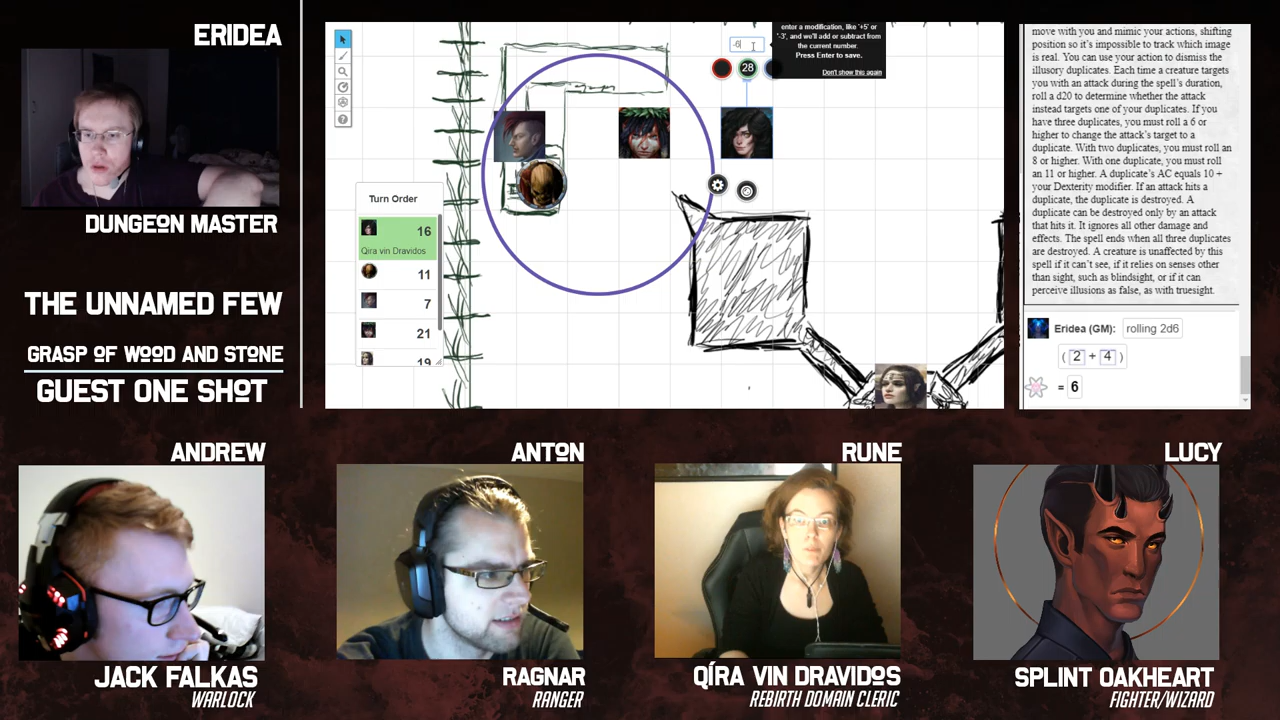 ERIDEA
DUNGEON MASTER
THE UNNAMED FEW
GRASP OF WOOD AND STONE
GUEST ONE SHOT
enter a modification, like '+5' or
'-3', and we'll add or subtract from
the current number.
Press Enter to save.
Don't show this again
-6
28
Turn Order
16
Qira vin Dravidos
11
7
21
19
move with you and mimic your actions, shifting
position so it's impossible to track which image
is real. You can use your action to dismiss the
illusory duplicates. Each time a creature targets
you with an attack during the spell's duration,
roll a d20 to determine whether the attack
instead targets one of your duplicates. If you
have three duplicates, you must roll a 6 or
higher to change the attack's target to a
duplicate. With two duplicates, you must roll an
8 or higher. With one duplicate, you must roll
an 11 or higher. A duplicate's AC equals 10 +
your Dexterity modifier. If an attack hits a
duplicate, the duplicate is destroyed. A
duplicate can be destroyed only by an attack
that hits it. It ignores all other damage and
effects. The spell ends when all three duplicates
are destroyed. A creature is unaffected by this
spell if it can't see, if it relies on senses other
than sight, such as blindsight, or if it can
perceive illusions as false, as with truesight.
Eridea (GM): rolling 2d6
(2 + 4)
= 6
ANDREW
JACK FALKAS
WARLOCK
ANTON
RAGNAR
RANGER
RUNE
QÍRA VIN DRAVIDOS
REBIRTH DOMAIN CLERIC
LUCY
SPLINT OAKHEART
FIGHTER/WIZARD